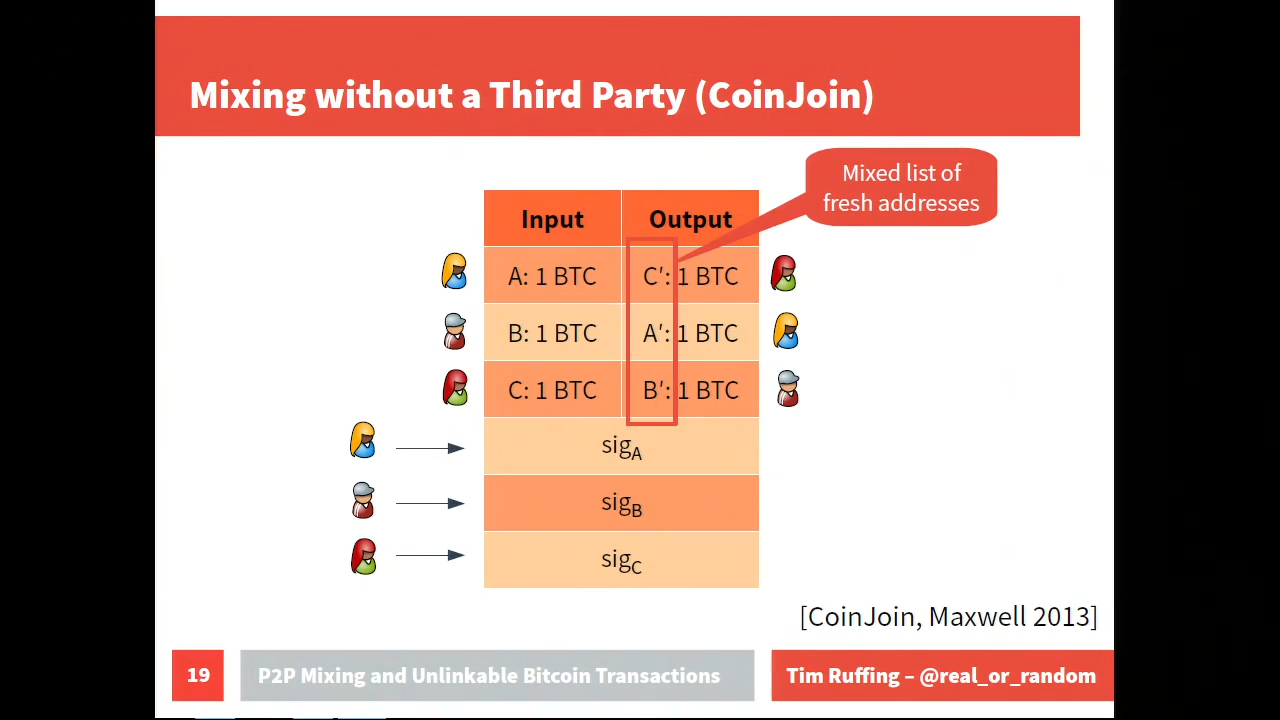 Mixing without a Third Party (CoinJoin)
Mixed list of
fresh addresses
Input Output
A: 1 BTC C′: 1 BTC
B: 1 BTC A′: 1 BTC
C: 1 BTC B′: 1 BTC
sigA
sigB
sigC
[CoinJoin, Maxwell 2013]
19 P2P Mixing and Unlinkable Bitcoin Transactions Tim Ruffing – @real_or_random